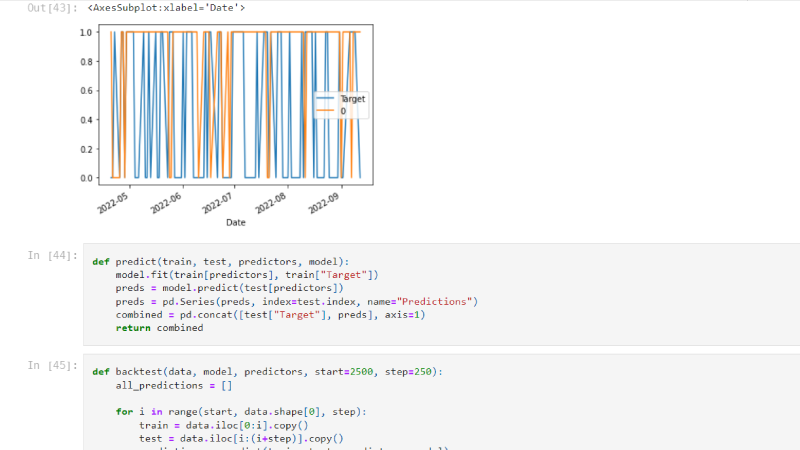 Out[43]: <AxesSubplot:xlabel='Date'>
1.0
0.8
0.6
0.4
0.2
0.0
Target
0
2022-05
2022-06
2022-07
2022-08
2022-09
Date
In [44]:
def predict(train, test, predictors, model):
    model.fit(train[predictors], train["Target"])
    preds = model.predict(test[predictors])
    preds = pd.Series(preds, index=test.index, name="Predictions")
    combined = pd.concat([test["Target"], preds], axis=1)
    return combined
In [45]:
def backtest(data, model, predictors, start=2500, step=250):
    all_predictions = []
    for i in range(start, data.shape[0], step):
        train = data.iloc[0:i].copy()
        test = data.iloc[i:(i+step)].copy()